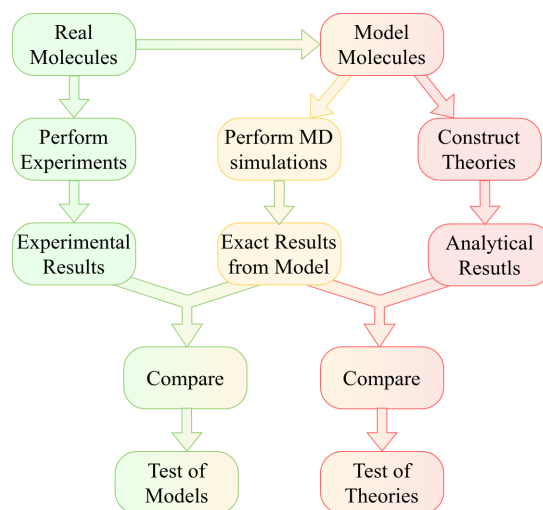 Real
Molecules
Model
Molecules
Perform
Experiments
Perform MD
simulations
Construct
Theories
Experimental
Results
Exact Results
from Model
Analytical
Resutls
Compare
Compare
Test of
Models
Test of
Theories